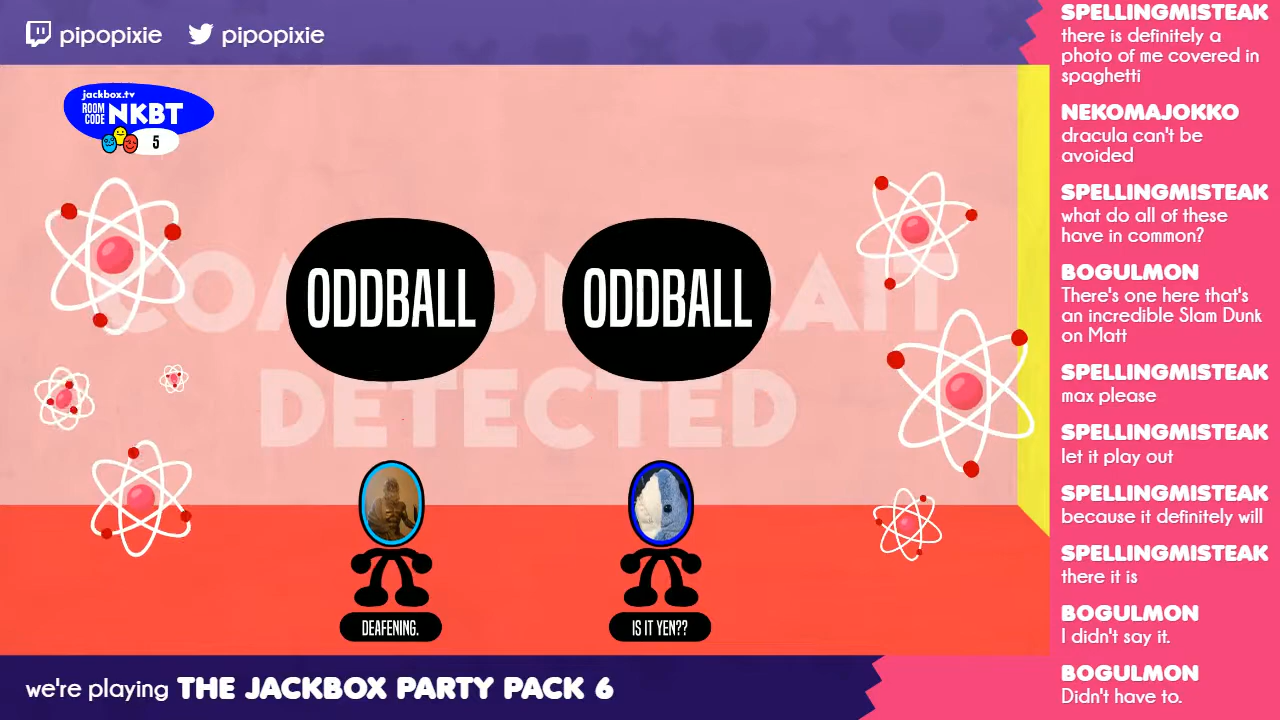 pipopixie pipopixie
jackbox.tv
ROOM CODE NKBT
5
ODDBALL ODDBALL
DETECTED
DEAFENING. IS IT YEN??
we're playing THE JACKBOX PARTY PACK 6
SPELLINGMISTEAK
there is definitely a
photo of me covered in
spaghetti
NEKOMAJOKKO
dracula can't be
avoided
SPELLINGMISTEAK
what do all of these
have in common?
BOGULMON
There's one here that's
an incredible Slam Dunk
on Matt
SPELLINGMISTEAK
max please
SPELLINGMISTEAK
let it play out
SPELLINGMISTEAK
because it definitely will
SPELLINGMISTEAK
there it is
BOGULMON
I didn't say it.
BOGULMON
Didn't have to.